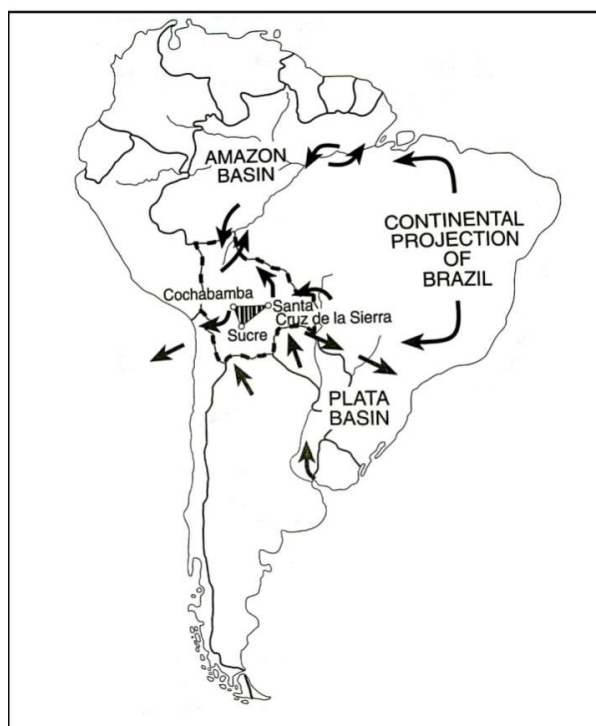 AMAZON
BASIN
CONTINENTAL
PROJECTION
OF
BRAZIL
Cochabamba
Santa
Cruz de la Sierra
Sucre
PLATA
BASIN